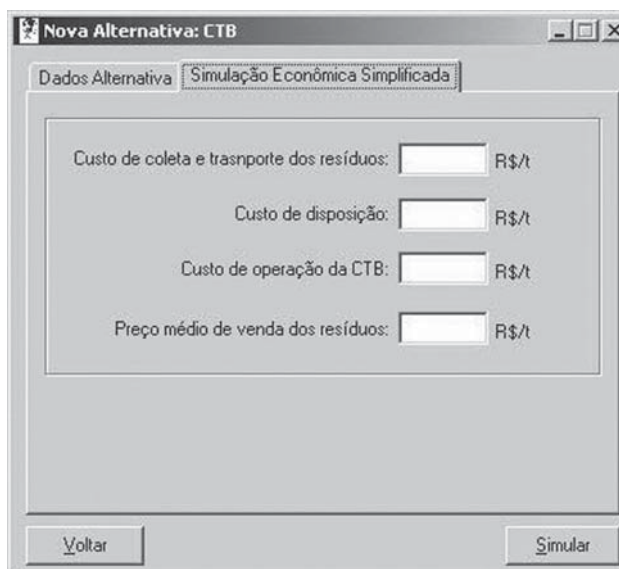 Nova Alternativa: CTB
Dados Alternativa
Simulação Econômica Simplificada
Custo de coleta e trasnporte dos resíduos: R$/t
Custo de disposição: R$/t
Custo de operação da CTB: R$/t
Preço médio de venda dos resíduos: R$/t
Voltar
Simular